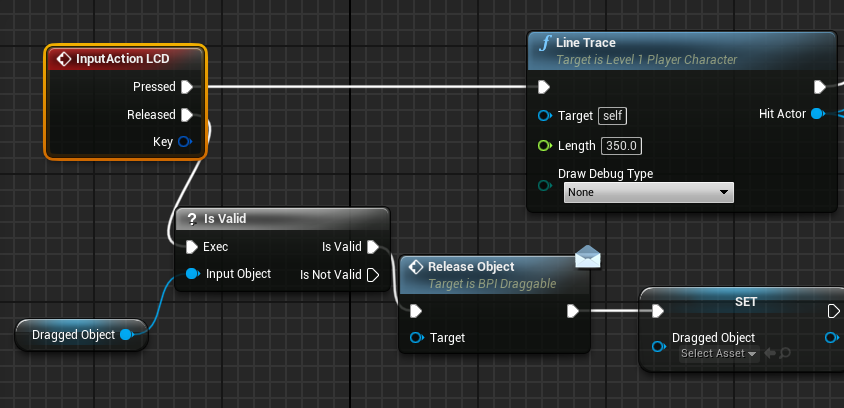 InputAction LCD
Pressed
Released
Key
Line Trace
Target is Level 1 Player Character
Target self
Hit Actor
Length 350.0
Draw Debug Type
None
? Is Valid
Exec
Is Valid
Input Object
Is Not Valid
Dragged Object
Release Object
Target is BPI Draggable
Target
SET
Dragged Object
Select Asset